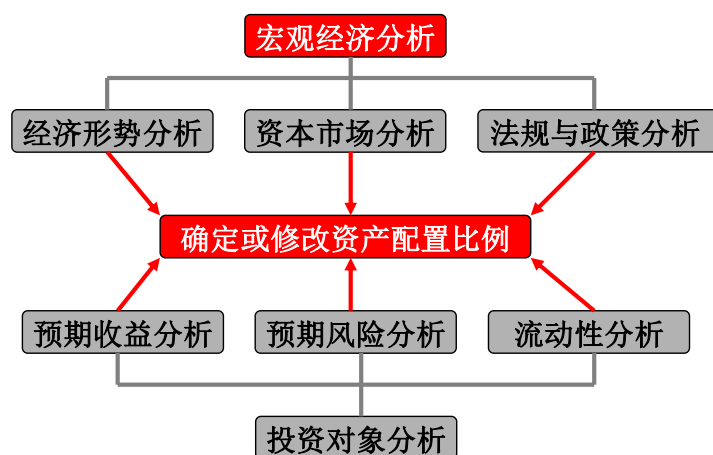 宏观经济分析
经济形势分析
资本市场分析
法规与政策分析
确定或修改资产配置比例
预期收益分析
预期风险分析
流动性分析
投资对象分析